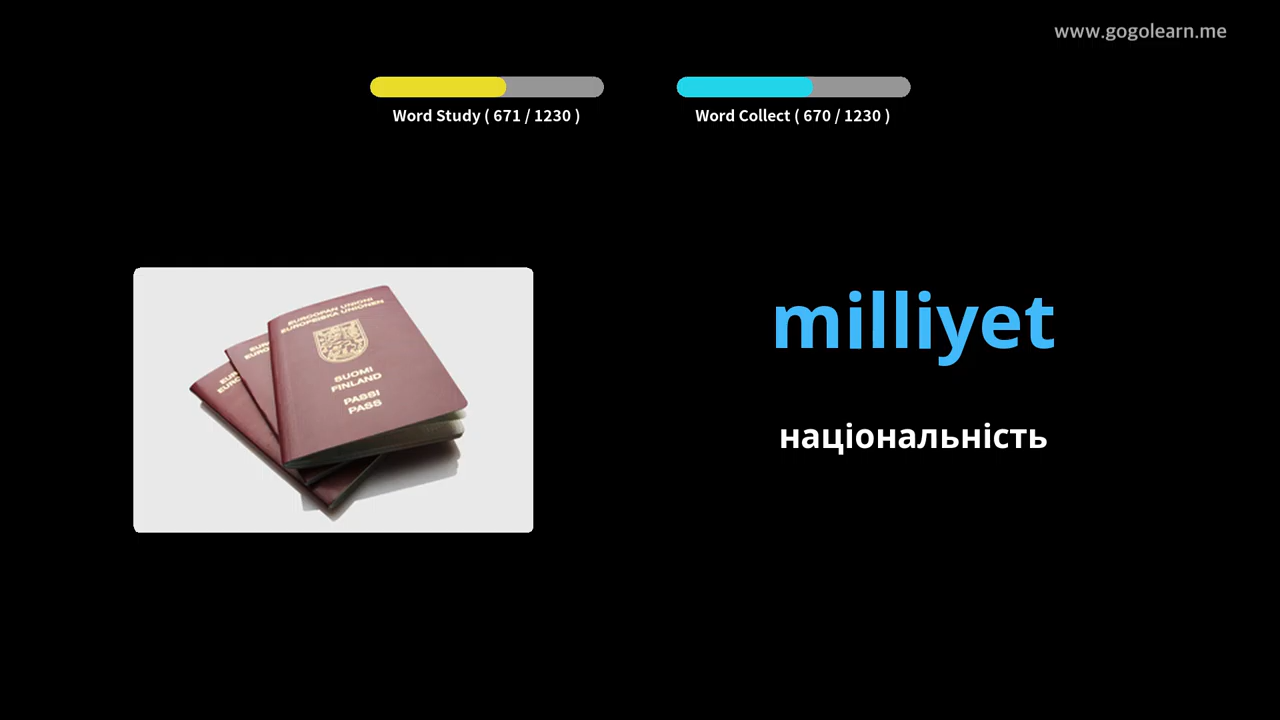 www.gogolearn.me
Word Study ( 671 / 1230 )
Word Collect ( 670 / 1230 )
milliyet
національність
EUROOPAN UNIONI
EUROPEISKA UNIONEN
SUOMI
FINLAND
PASSI
PASS